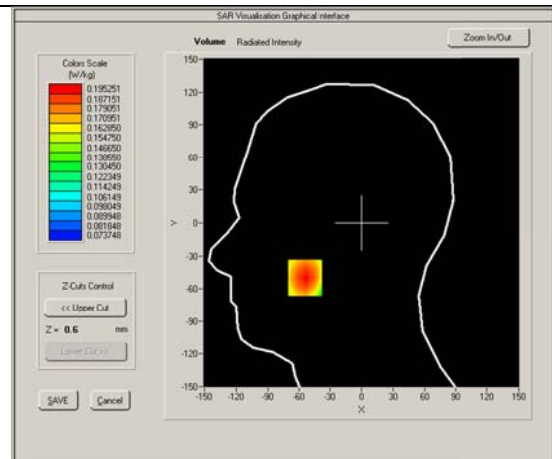 SAR Visualisation Graphical Interface
Volume Radiated Intensity
Zoom In/Out
Colors Scale
(W/kg)
0.195251
0.187151
0.179051
0.170951
0.162850
0.154750
0.146650
0.138550
0.130450
0.122349
0.114249
0.106149
0.098049
0.089948
0.081848
0.073748
Z-Cuts Control
<< Upper Cut
Z = 0.6 mm
Lower Cut >>
SAVE Cancel
150
120
90
60
30
Y 0
-30
-60
-90
-120
-150
-150 -120 -90 -60 -30 0 30 60 90 120 150
X